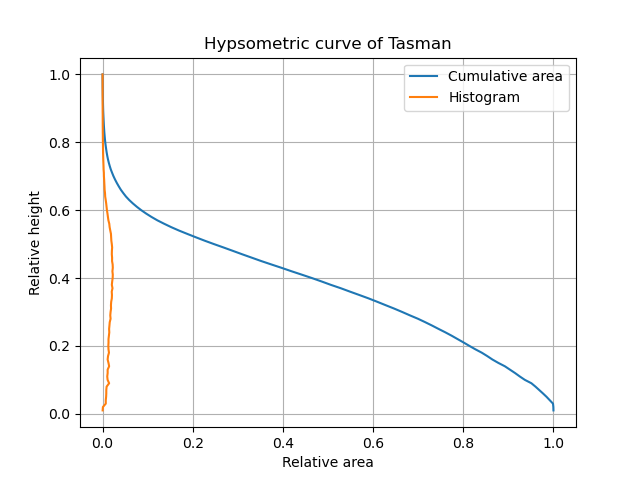 Hypsometric curve of Tasman
Cumulative area
Histogram
1.0
0.8
0.6
0.4
0.2
0.0
Relative height
0.0 0.2 0.4 0.6 0.8 1.0
Relative area